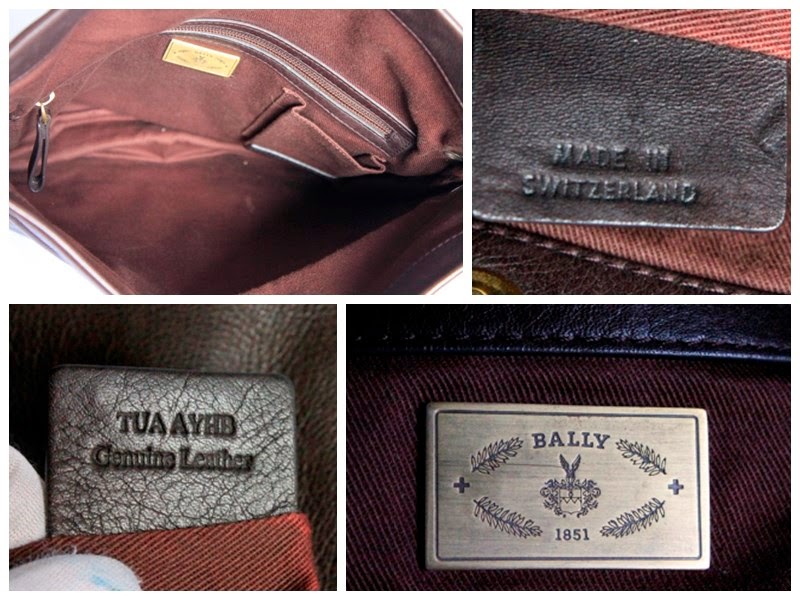 MADE IN
SWITZERLAND
TUA AYHB
Genuine Leather
BALLY
1851